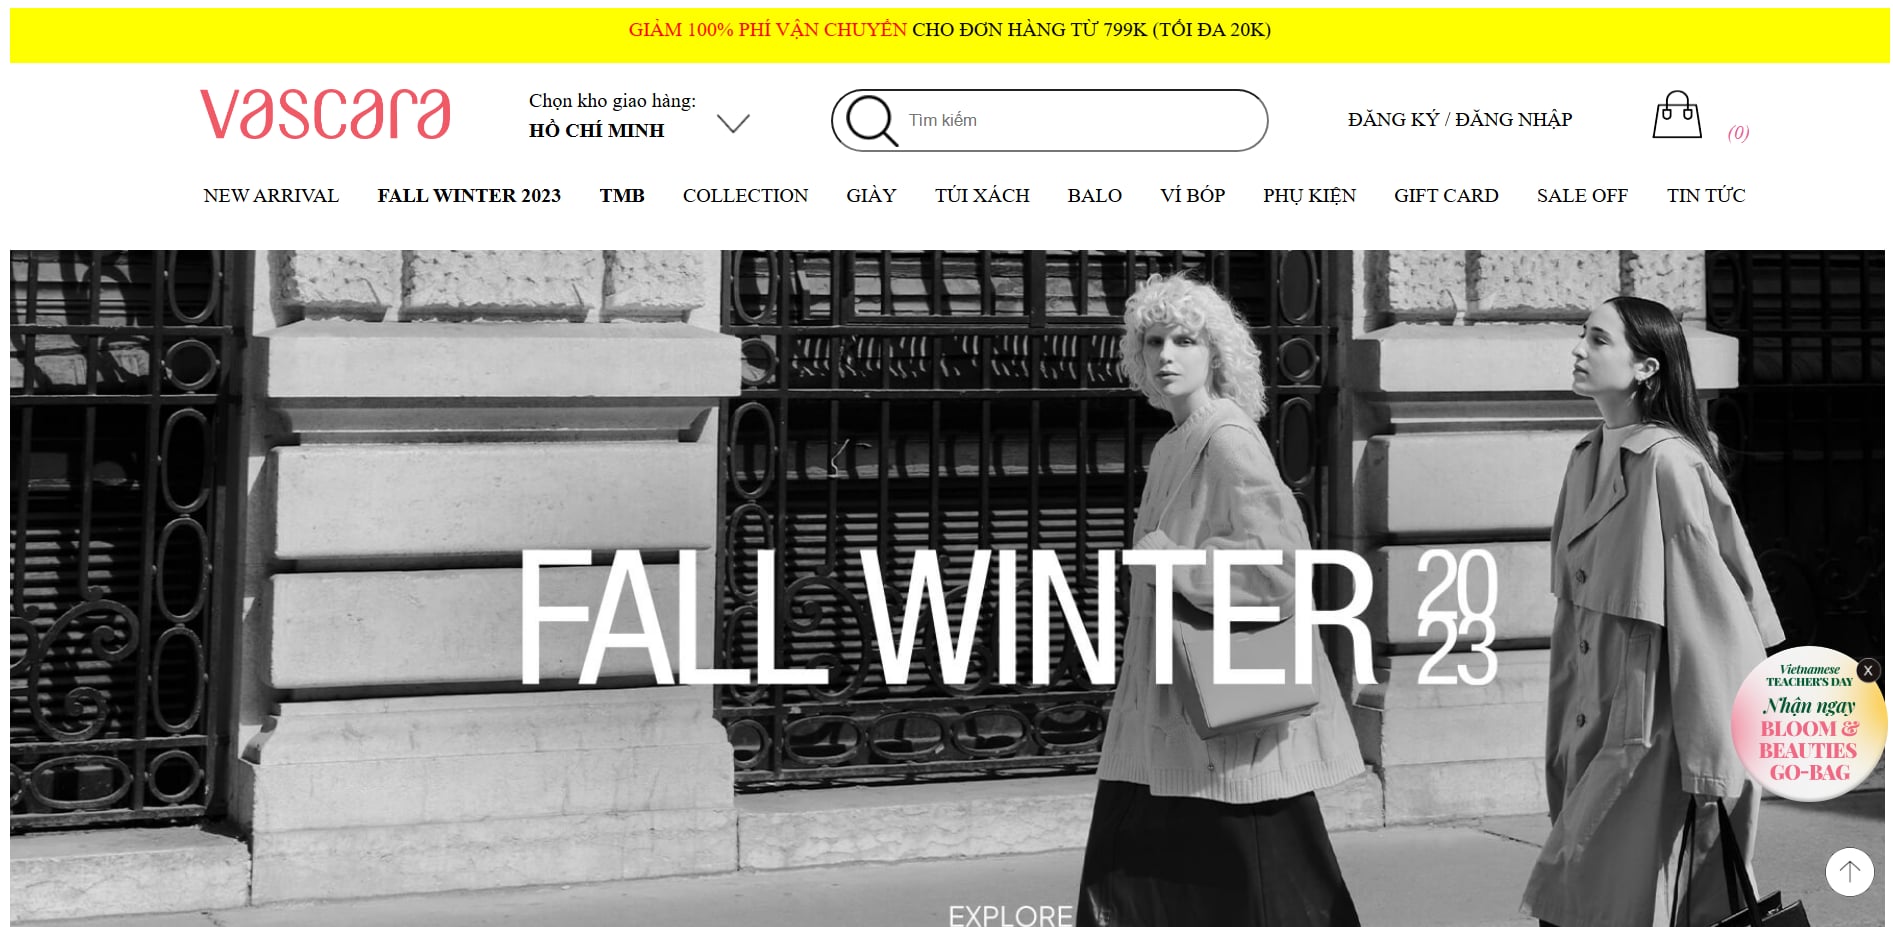 GIẢM 100% PHÍ VẬN CHUYỂN CHO ĐƠN HÀNG TỪ 799K (TỐI ĐA 20K)
vascara
Chọn kho giao hàng:
HỒ CHÍ MINH
Tìm kiếm
ĐĂNG KÝ / ĐĂNG NHẬP
(0)
NEW ARRIVAL FALL WINTER 2023 TMB COLLECTION GIÀY TÚI XÁCH BALO VÍ BÓP PHỤ KIỆN GIFT CARD SALE OFF TIN TỨC
FALL WINTER 20
23
X
Vietnamese
TEACHER'S DAY
Nhận ngay
BLOOM &
BEAUTIES
GO-BAG
EXPLORE